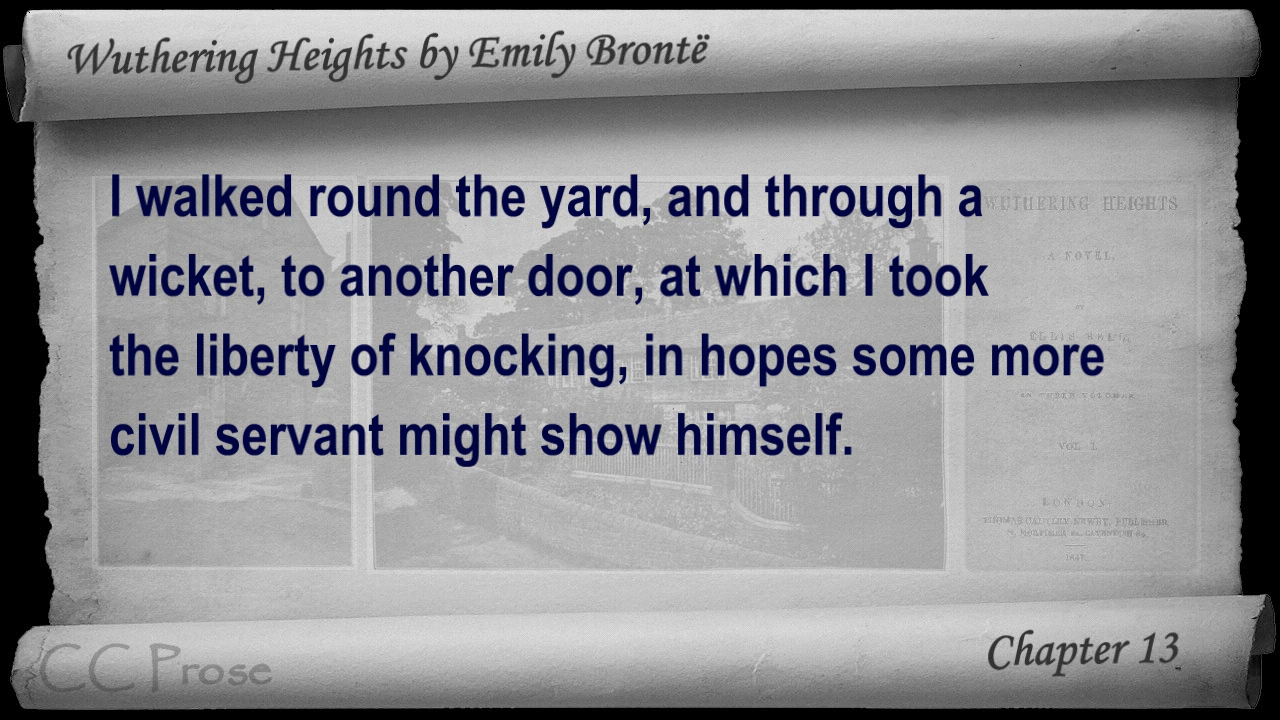 Wuthering Heights by Emily Brontë
I walked round the yard, and through a
wicket, to another door, at which I took
the liberty of knocking, in hopes some more
civil servant might show himself.
WUTHERING HEIGHTS
A NOVEL,
VOL. I.
LONDON:
1847.
CC Prose
Chapter 13